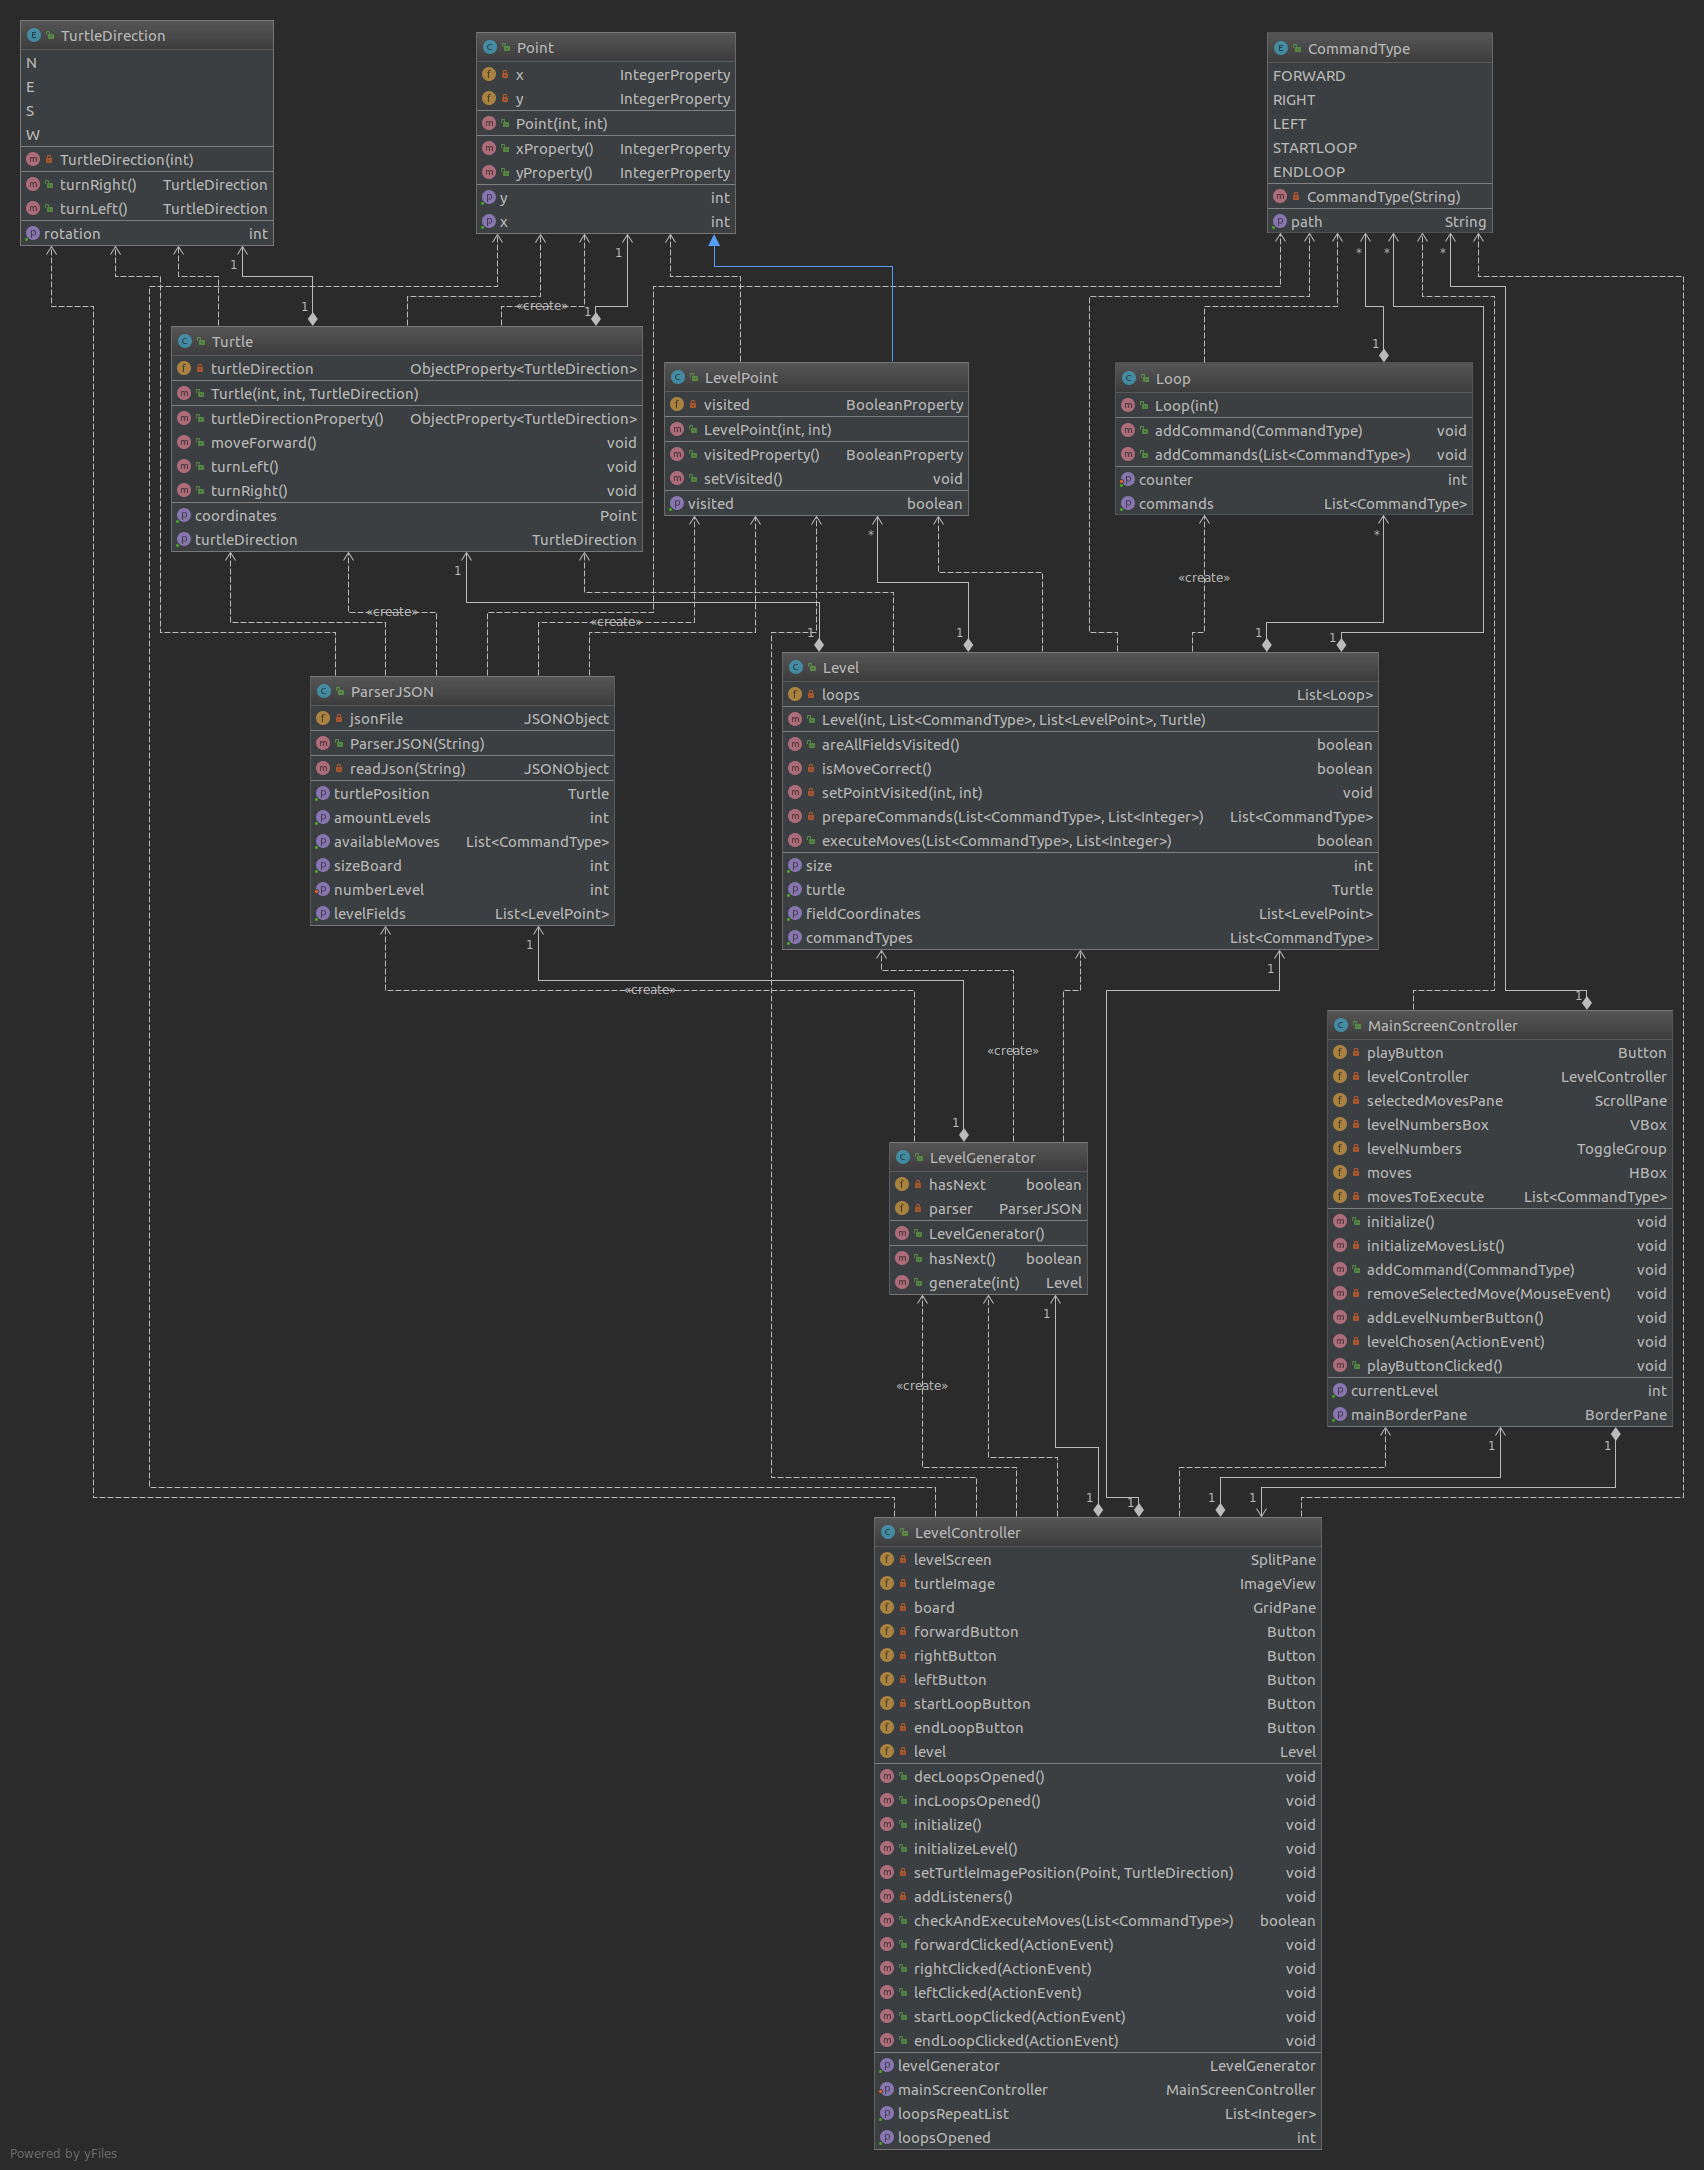 TurtleDirection
N
E
S
W
TurtleDirection(int)
turnRight() TurtleDirection
turnLeft() TurtleDirection
rotation int
Point
x IntegerProperty
y IntegerProperty
Point(int, int)
xProperty() IntegerProperty
yProperty() IntegerProperty
y int
x int
CommandType
FORWARD
RIGHT
LEFT
STARTLOOP
ENDLOOP
CommandType(String)
path String
1
1
1
1
«create»
*
*
*
1
Turtle
turtleDirection ObjectProperty<TurtleDirection>
Turtle(int, int, TurtleDirection)
turtleDirectionProperty() ObjectProperty<TurtleDirection>
moveForward() void
turnLeft() void
turnRight() void
coordinates Point
turtleDirection TurtleDirection
LevelPoint
visited BooleanProperty
LevelPoint(int, int)
visitedProperty() BooleanProperty
setVisited() void
visited boolean
Loop
Loop(int)
addCommand(CommandType) void
addCommands(List<CommandType>) void
counter int
commands List<CommandType>
1
*
*
«create»
«create»
«create»
1
1
1
1
ParserJSON
jsonFile JSONObject
ParserJSON(String)
readJson(String) JSONObject
turtlePosition Turtle
amountLevels int
availableMoves List<CommandType>
sizeBoard int
numberLevel int
levelFields List<LevelPoint>
Level
loops List<Loop>
Level(int, List<CommandType>, List<LevelPoint>, Turtle)
areAllFieldsVisited() boolean
isMoveCorrect() boolean
setPointVisited(int, int) void
prepareCommands(List<CommandType>, List<Integer>) List<CommandType>
executeMoves(List<CommandType>, List<Integer>) boolean
size int
turtle Turtle
fieldCoordinates List<LevelPoint>
commandTypes List<CommandType>
1
1
«create»
1
«create»
1
MainScreenController
playButton Button
levelController LevelController
selectedMovesPane ScrollPane
levelNumbersBox VBox
levelNumbers ToggleGroup
moves HBox
movesToExecute List<CommandType>
initialize() void
initializeMovesList() void
addCommand(CommandType) void
removeSelectedMove(MouseEvent) void
addLevelNumberButton() void
levelChosen(ActionEvent) void
playButtonClicked() void
currentLevel int
mainBorderPane BorderPane
LevelGenerator
hasNext boolean
parser ParserJSON
LevelGenerator()
hasNext() boolean
generate(int) Level
1
«create»
1
1
1
1
1
1
LevelController
levelScreen SplitPane
turtleImage ImageView
board GridPane
forwardButton Button
rightButton Button
leftButton Button
startLoopButton Button
endLoopButton Button
level Level
decLoopsOpened() void
incLoopsOpened() void
initialize() void
initializeLevel() void
setTurtleImagePosition(Point, TurtleDirection) void
addListeners() void
checkAndExecuteMoves(List<CommandType>) boolean
forwardClicked(ActionEvent) void
rightClicked(ActionEvent) void
leftClicked(ActionEvent) void
startLoopClicked(ActionEvent) void
endLoopClicked(ActionEvent) void
levelGenerator LevelGenerator
mainScreenController MainScreenController
loopsRepeatList List<Integer>
loopsOpened int
Powered by yFiles